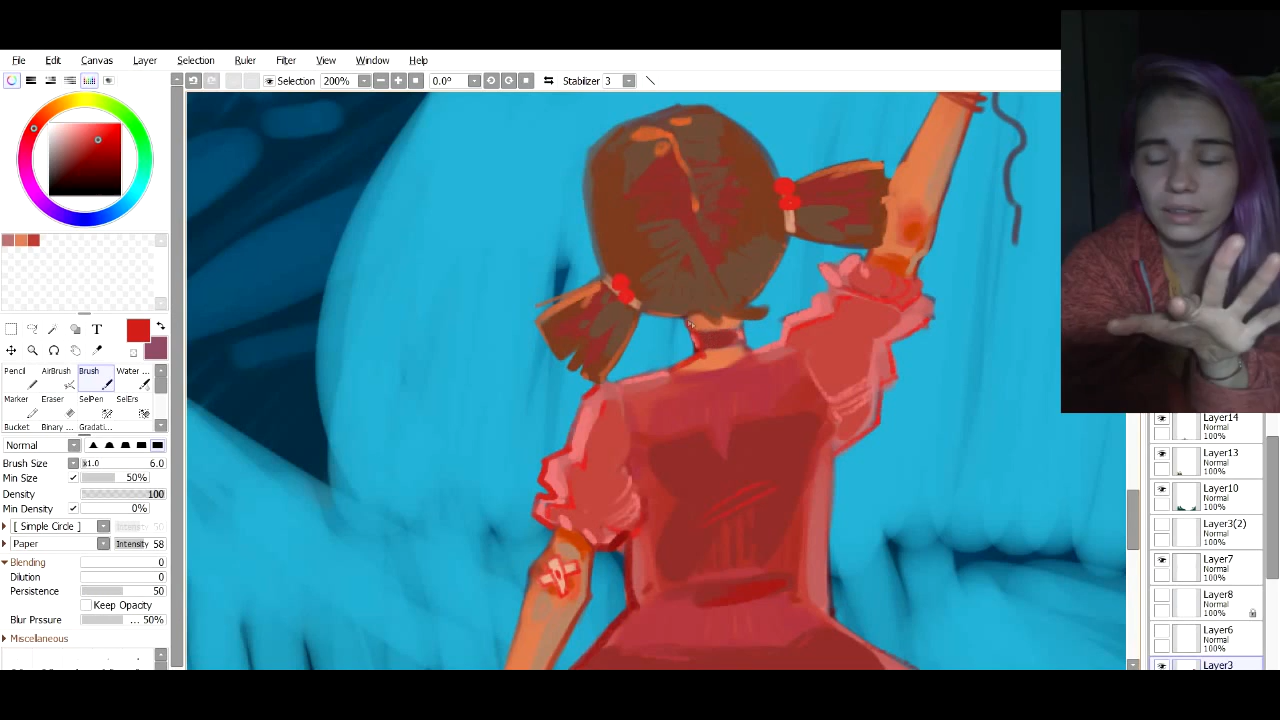 File Edit Canvas Layer Selection Ruler Filter View Window Help
Selection 200% 0.0° Stabilizer 3
T
Pencil AirBrush Brush Water ...
Marker Eraser SelPen SelErs
Bucket Binary ... Gradati...
Normal
Brush Size x1.0 6.0
Min Size 50%
Density 100
Min Density 0%
[ Simple Circle ] Intensity 50
Paper Intensity 58
Blending 0
Dilution 0
Persistence 50
Keep Opacity
Blur Prssure ... 50%
Miscellaneous
Layer14
Normal
100%
Layer13
Normal
100%
Layer10
Normal
100%
Layer3(2)
Normal
100%
Layer7
Normal
100%
Layer8
Normal
100%
Layer6
Normal
100%
Layer3